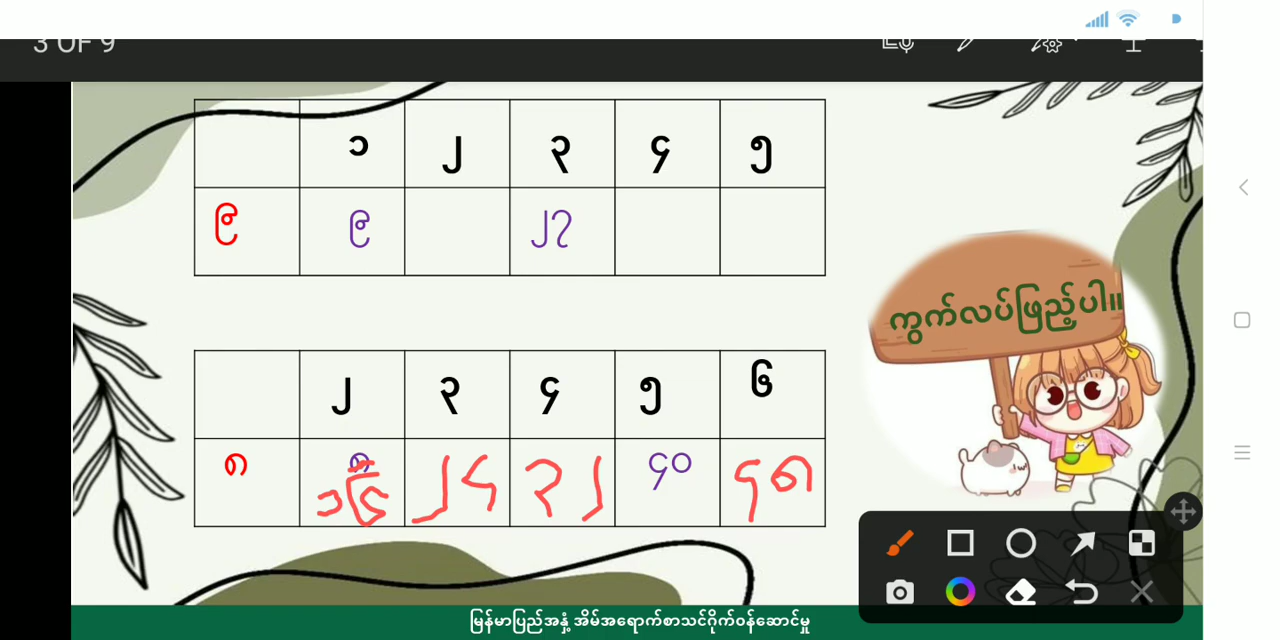 3 OF 9
၁ ၂ ၃ ၄ ၅
၉ ၉ ၂၇
ကွက်လပ်ဖြည့်ပါ။
၂ ၃ ၄ ၅ ၆
၈ ၈ ၁၆ ၂၄ ၃၂ ၄၀ ၄၈
မြန်မာပြည်အနှံ့ အိမ်အရောက်စာသင်ဝိုက်ဝန်ဆောင်မှု